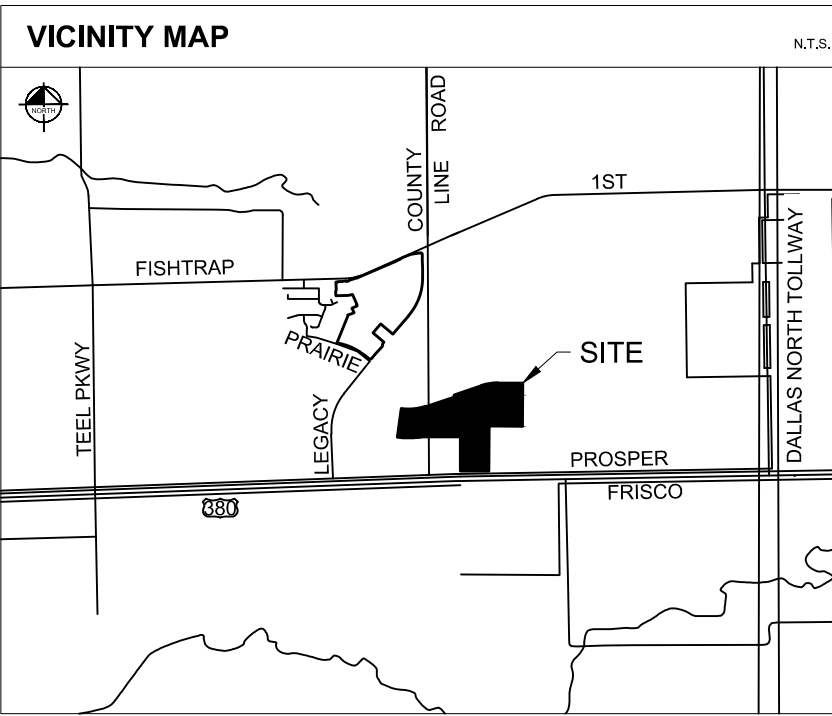 VICINITY MAP
N.T.S.
NORTH
COUNTY
LINE ROAD
1ST
FISHTRAP
PRAIRIE
SITE
DALLAS NORTH TOLLWAY
TEEL PKWY
LEGACY
PROSPER
FRISCO
380